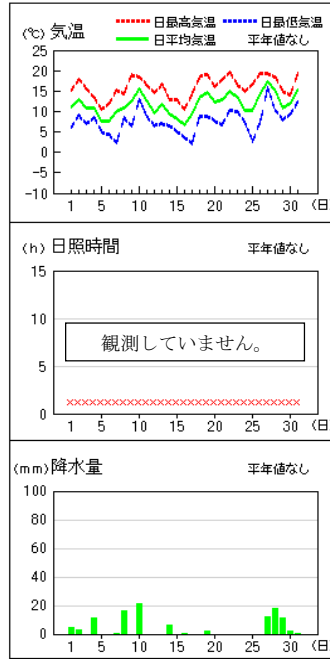 日最高気温 日最低気温
(℃) 気温
日平均気温 平年値なし
25
20
15
10
5
0
-5
-10
1 5 10 15 20 25 30 (日
(h) 日照時間 平年値なし
15
10
観測していません。
5
0
1 5 10 15 20 25 30 (日
(mm) 降水量 平年値なし
100
80
60
40
20
0
1 5 10 15 20 25 30 (日